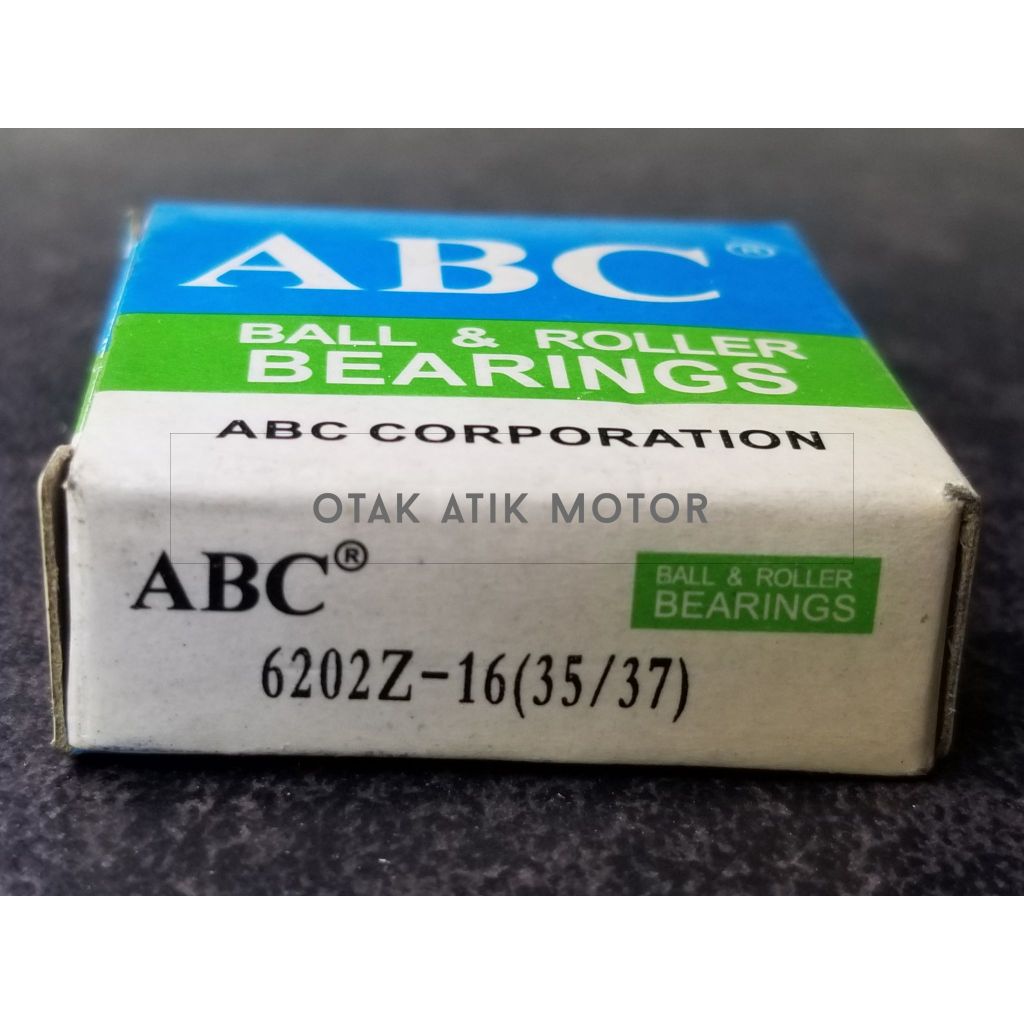 ABC®
BALL & ROLLER
BEARINGS
ABC CORPORATION
OTAK ATIK MOTOR
ABC®
BALL & ROLLER
BEARINGS
6202Z-16(35/37)